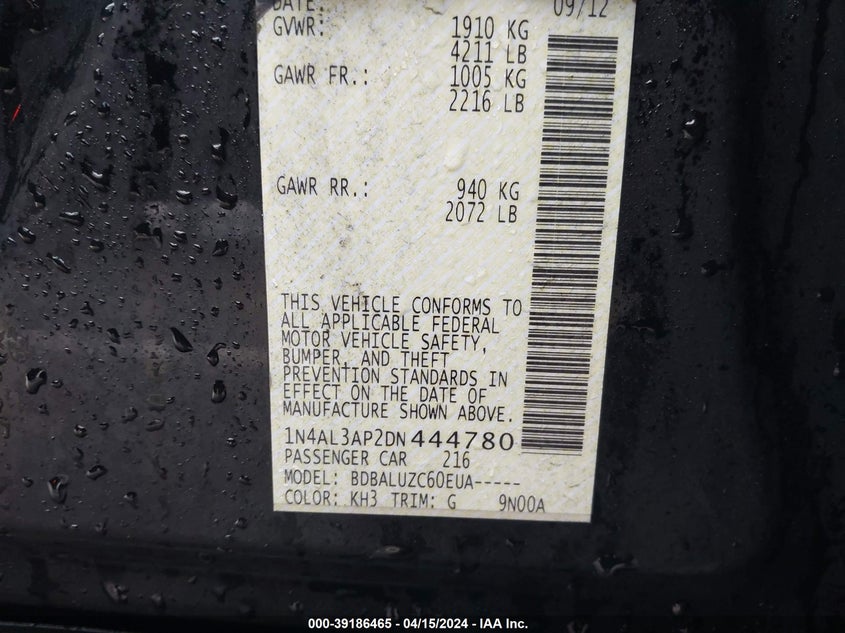 DATE: 09/12
GVWR: 1910 KG
4211 LB
GAWR FR.: 1005 KG
2216 LB
GAWR RR.: 940 KG
2072 LB
THIS VEHICLE CONFORMS TO
ALL APPLICABLE FEDERAL
MOTOR VEHICLE SAFETY,
BUMPER, AND THEFT
PREVENTION STANDARDS IN
EFFECT ON THE DATE OF
MANUFACTURE SHOWN ABOVE.
1N4AL3AP2DN444780
PASSENGER CAR 216
MODEL: BDBALUZC60EUA-----
COLOR: KH3 TRIM: G 9N00A
000-39186465 - 04/15/2024 - IAA Inc.